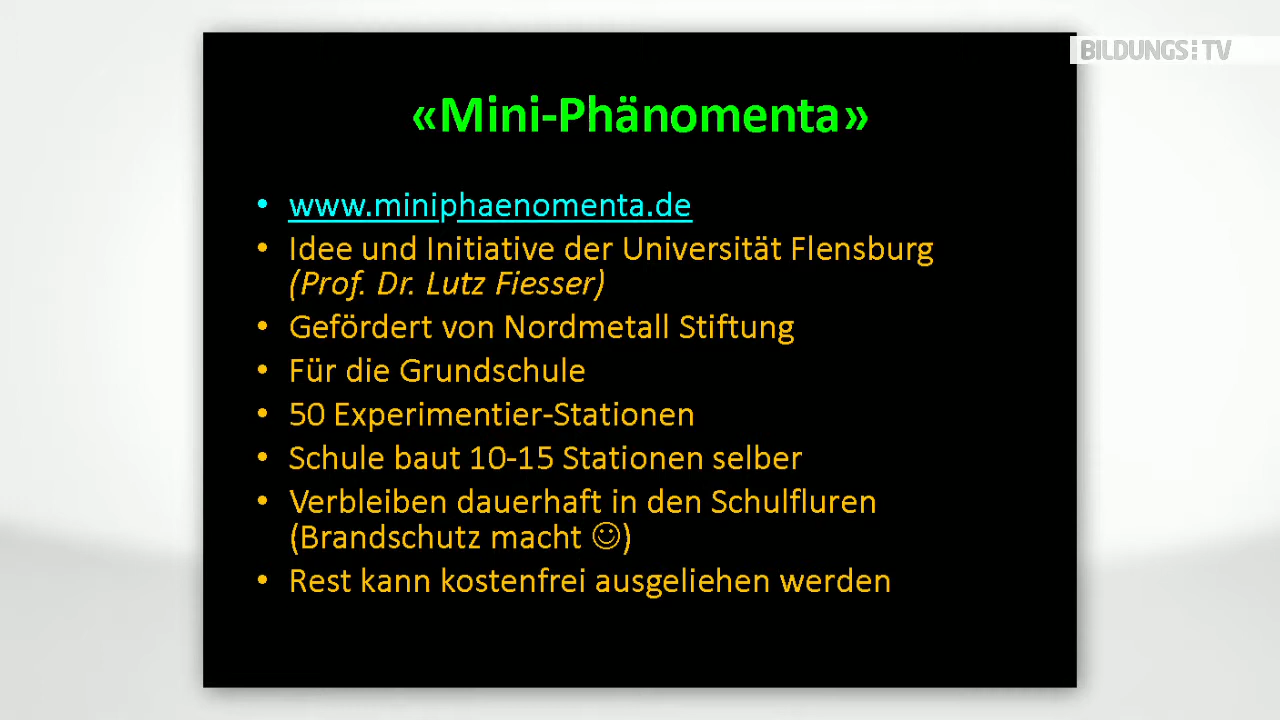 BILDUNGS TV
«Mini-Phänomenta»
• www.miniphaenomenta.de
• Idee und Initiative der Universität Flensburg
(Prof. Dr. Lutz Fiesser)
• Gefördert von Nordmetall Stiftung
• Für die Grundschule
• 50 Experimentier-Stationen
• Schule baut 10-15 Stationen selber
• Verbleiben dauerhaft in den Schulfluren
(Brandschutz macht ☺)
• Rest kann kostenfrei ausgeliehen werden